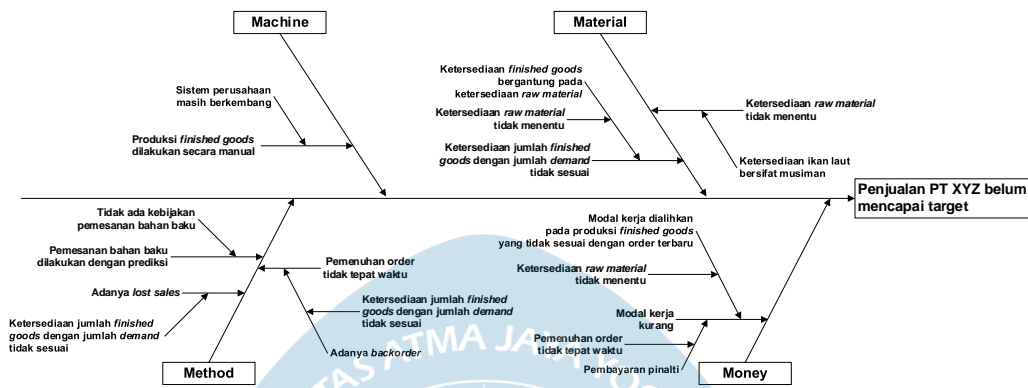 Machine
Material
Sistem perusahaan
masih berkembang
Produksi finished goods
dilakukan secara manual
Ketersediaan finished goods
bergantung pada
ketersediaan raw material
Ketersediaan raw material
tidak menentu
Ketersediaan jumlah finished
goods dengan jumlah demand
tidak sesuai
Ketersediaan raw material
tidak menentu
Ketersediaan ikan laut
bersifat musiman
Penjualan PT XYZ belum
mencapai target
Tidak ada kebijakan
pemesanan bahan baku
Pemesanan bahan baku
dilakukan dengan prediksi
Adanya lost sales
Ketersediaan jumlah finished
goods dengan jumlah demand
tidak sesuai
Pemenuhan order
tidak tepat waktu
Ketersediaan jumlah finished
goods dengan jumlah demand
tidak sesuai
Adanya backorder
Modal kerja dialihkan
pada produksi finished goods
yang tidak sesuai dengan order terbaru
Ketersediaan raw material
tidak menentu
Modal kerja
kurang
Pemenuhan order
tidak tepat waktu
Pembayaran pinalti
Method
Money
TAS ATMA JAYA YOG